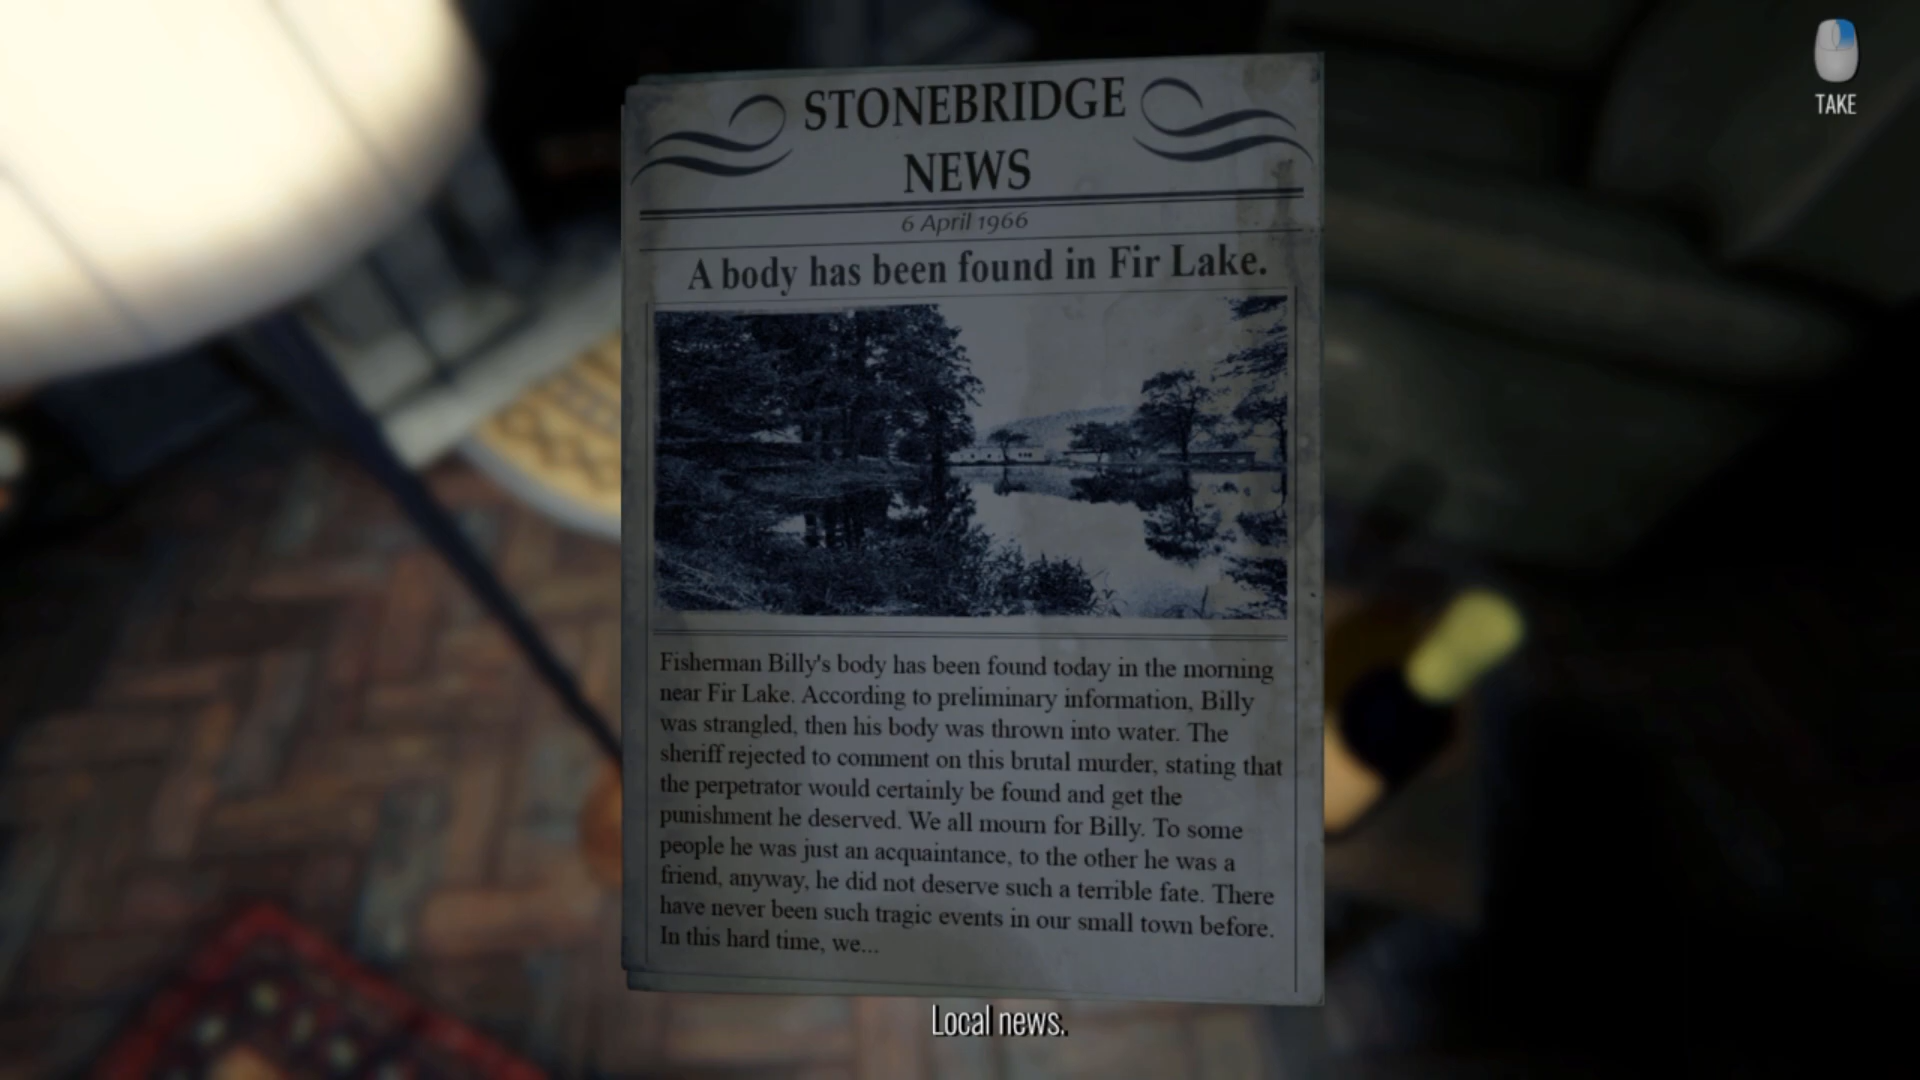 TAKE
STONEBRIDGE
NEWS
6 April 1966
A body has been found in Fir Lake.
Fisherman Billy's body has been found today in the morning
near Fir Lake. According to preliminary information, Billy
was strangled, then his body was thrown into water. The
sheriff rejected to comment on this brutal murder, stating that
the perpetrator would certainly be found and get the
punishment he deserved. We all mourn for Billy. To some
people he was just an acquaintance, to the other he was a
friend, anyway, he did not deserve such a terrible fate. There
have never been such tragic events in our small town before.
In this hard time, we...
Local news.